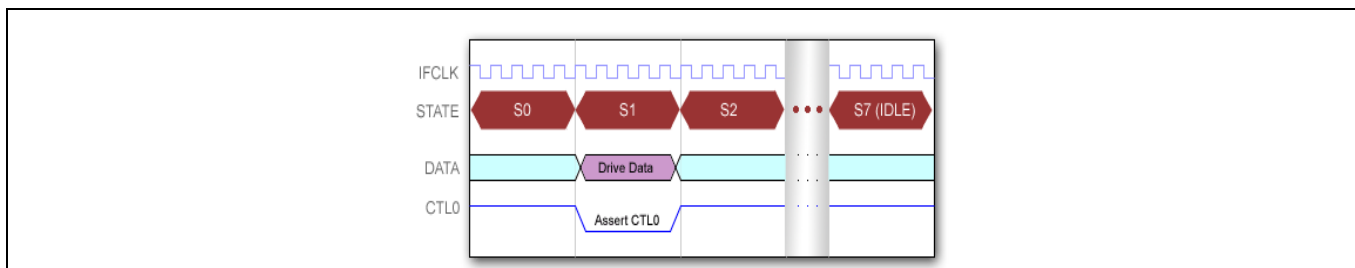 IFCLK
STATE S0 S1 S2 ••• S7 (IDLE)
DATA Drive Data . . .
. . .
CTL0 Assert CTL0 . . .